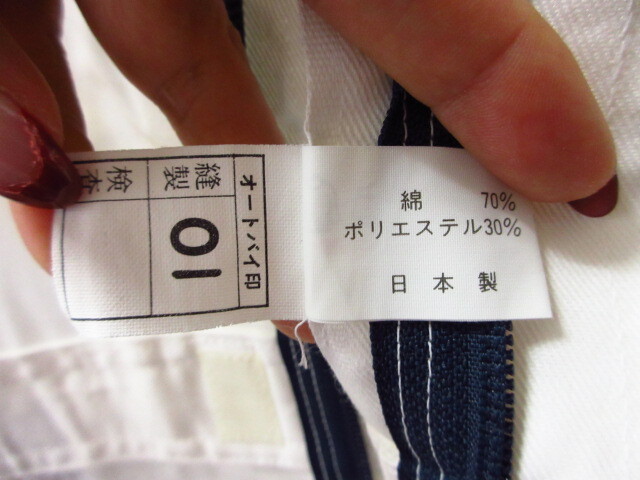 綿 70%
ポリエステル30%
日本製
オートバイ印
縫製 01
検査